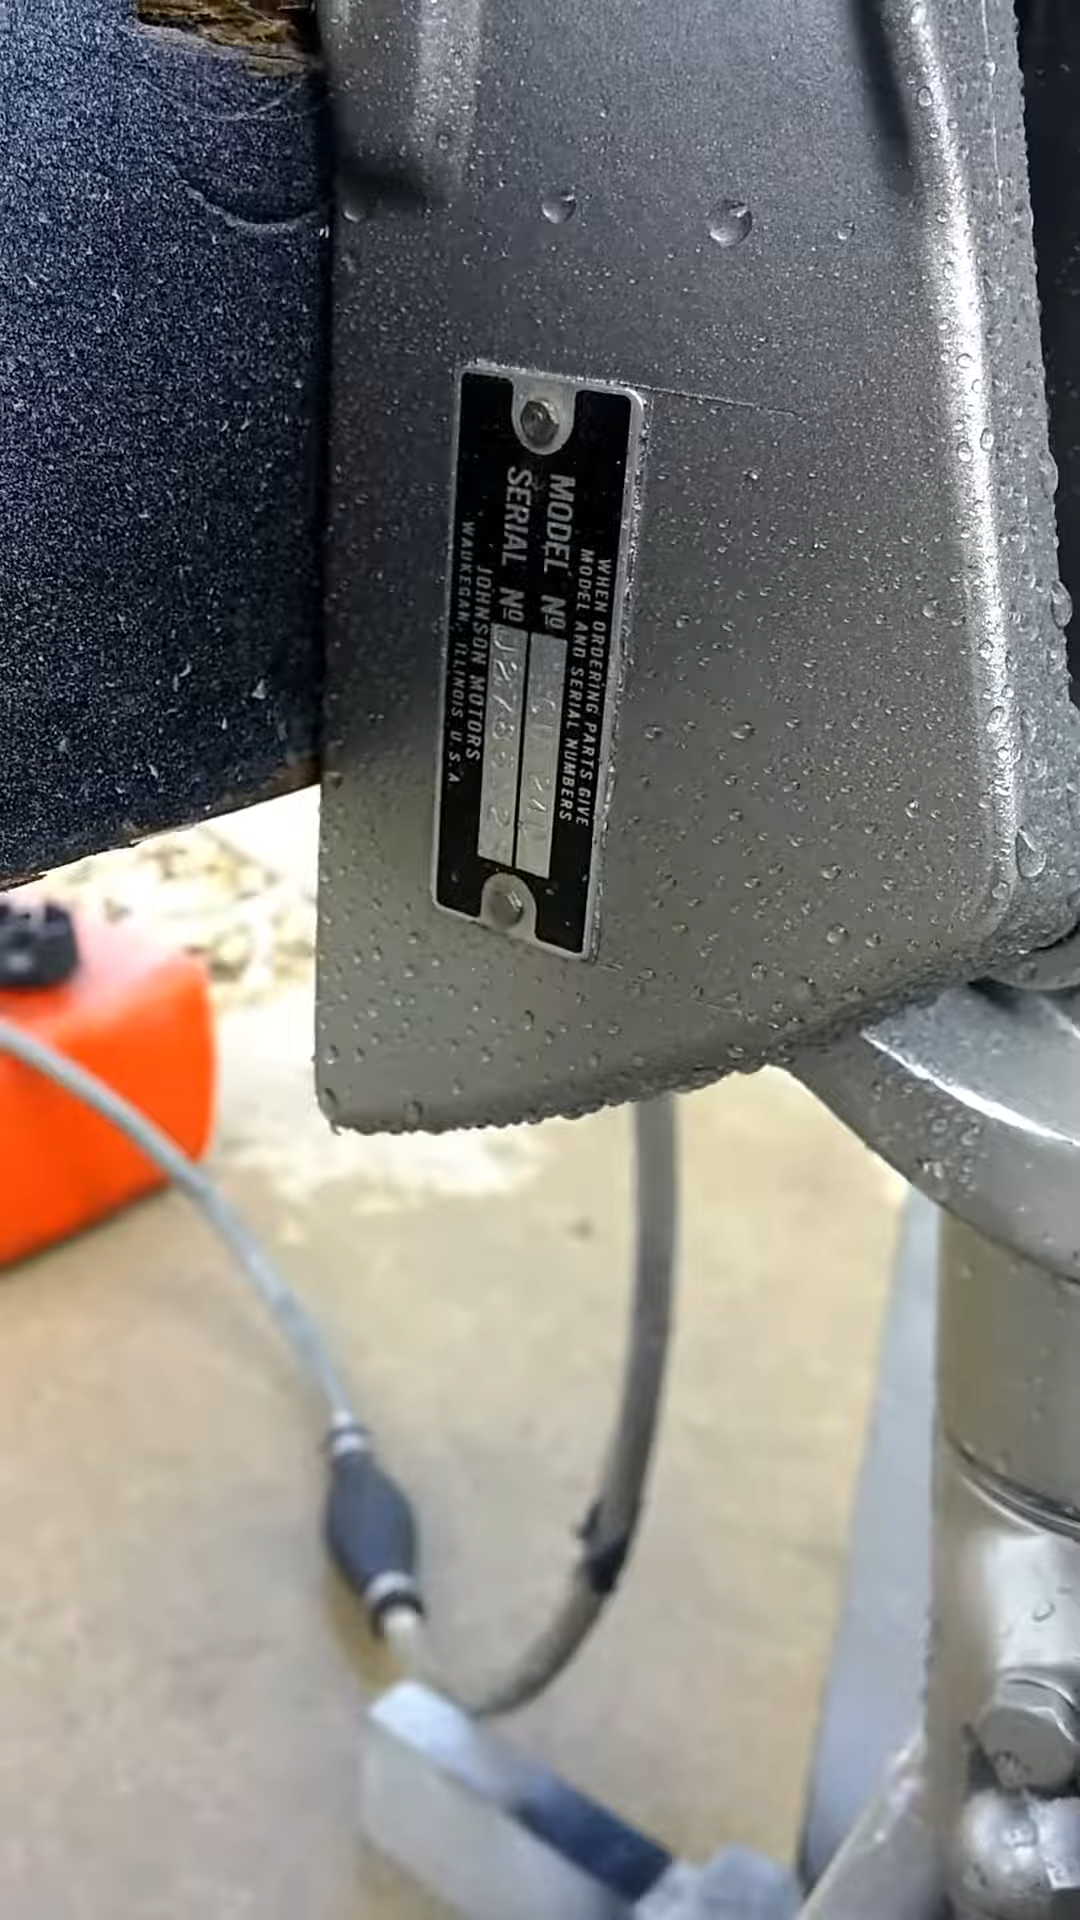 WHEN ORDERING PARTS GIVE
MODEL AND SERIAL NUMBERS
MODEL Nº
SERIAL Nº
JOHNSON MOTORS
WAUKEGAN, ILLINOIS U.S.A.